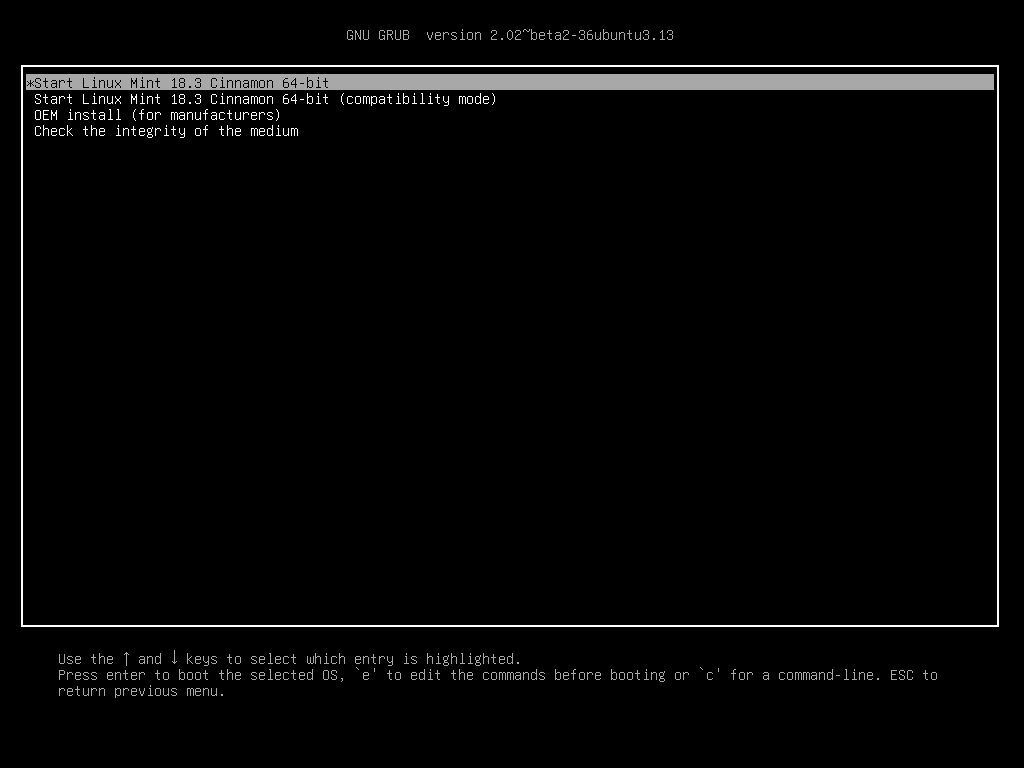 GNU GRUB  version 2.02~beta2-36ubuntu3.13
*Start Linux Mint 18.3 Cinnamon 64-bit
Start Linux Mint 18.3 Cinnamon 64-bit (compatibility mode)
OEM install (for manufacturers)
Check the integrity of the medium
Use the ↑ and ↓ keys to select which entry is highlighted.
Press enter to boot the selected OS, `e' to edit the commands before booting or `c' for a command-line. ESC to
return previous menu.